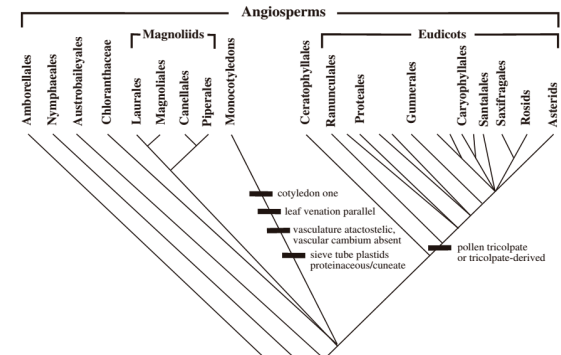 Angiosperms
Magnoliids
Eudicots
Amborellales
Nymphaeales
Austrobaileyales
Chloranthaceae
Laurales
Magnoliales
Canellales
Piperales
Monocotyledons
Ceratophyllales
Ranunculales
Proteales
Gunnerales
Caryophyllales
Santalales
Saxifragales
Rosids
Asterids
cotyledon one
leaf venation parallel
vasculature atactostelic,
vascular cambium absent
sieve tube plastids
proteinaceous/cuneate
pollen tricolpate
or tricolpate-derived